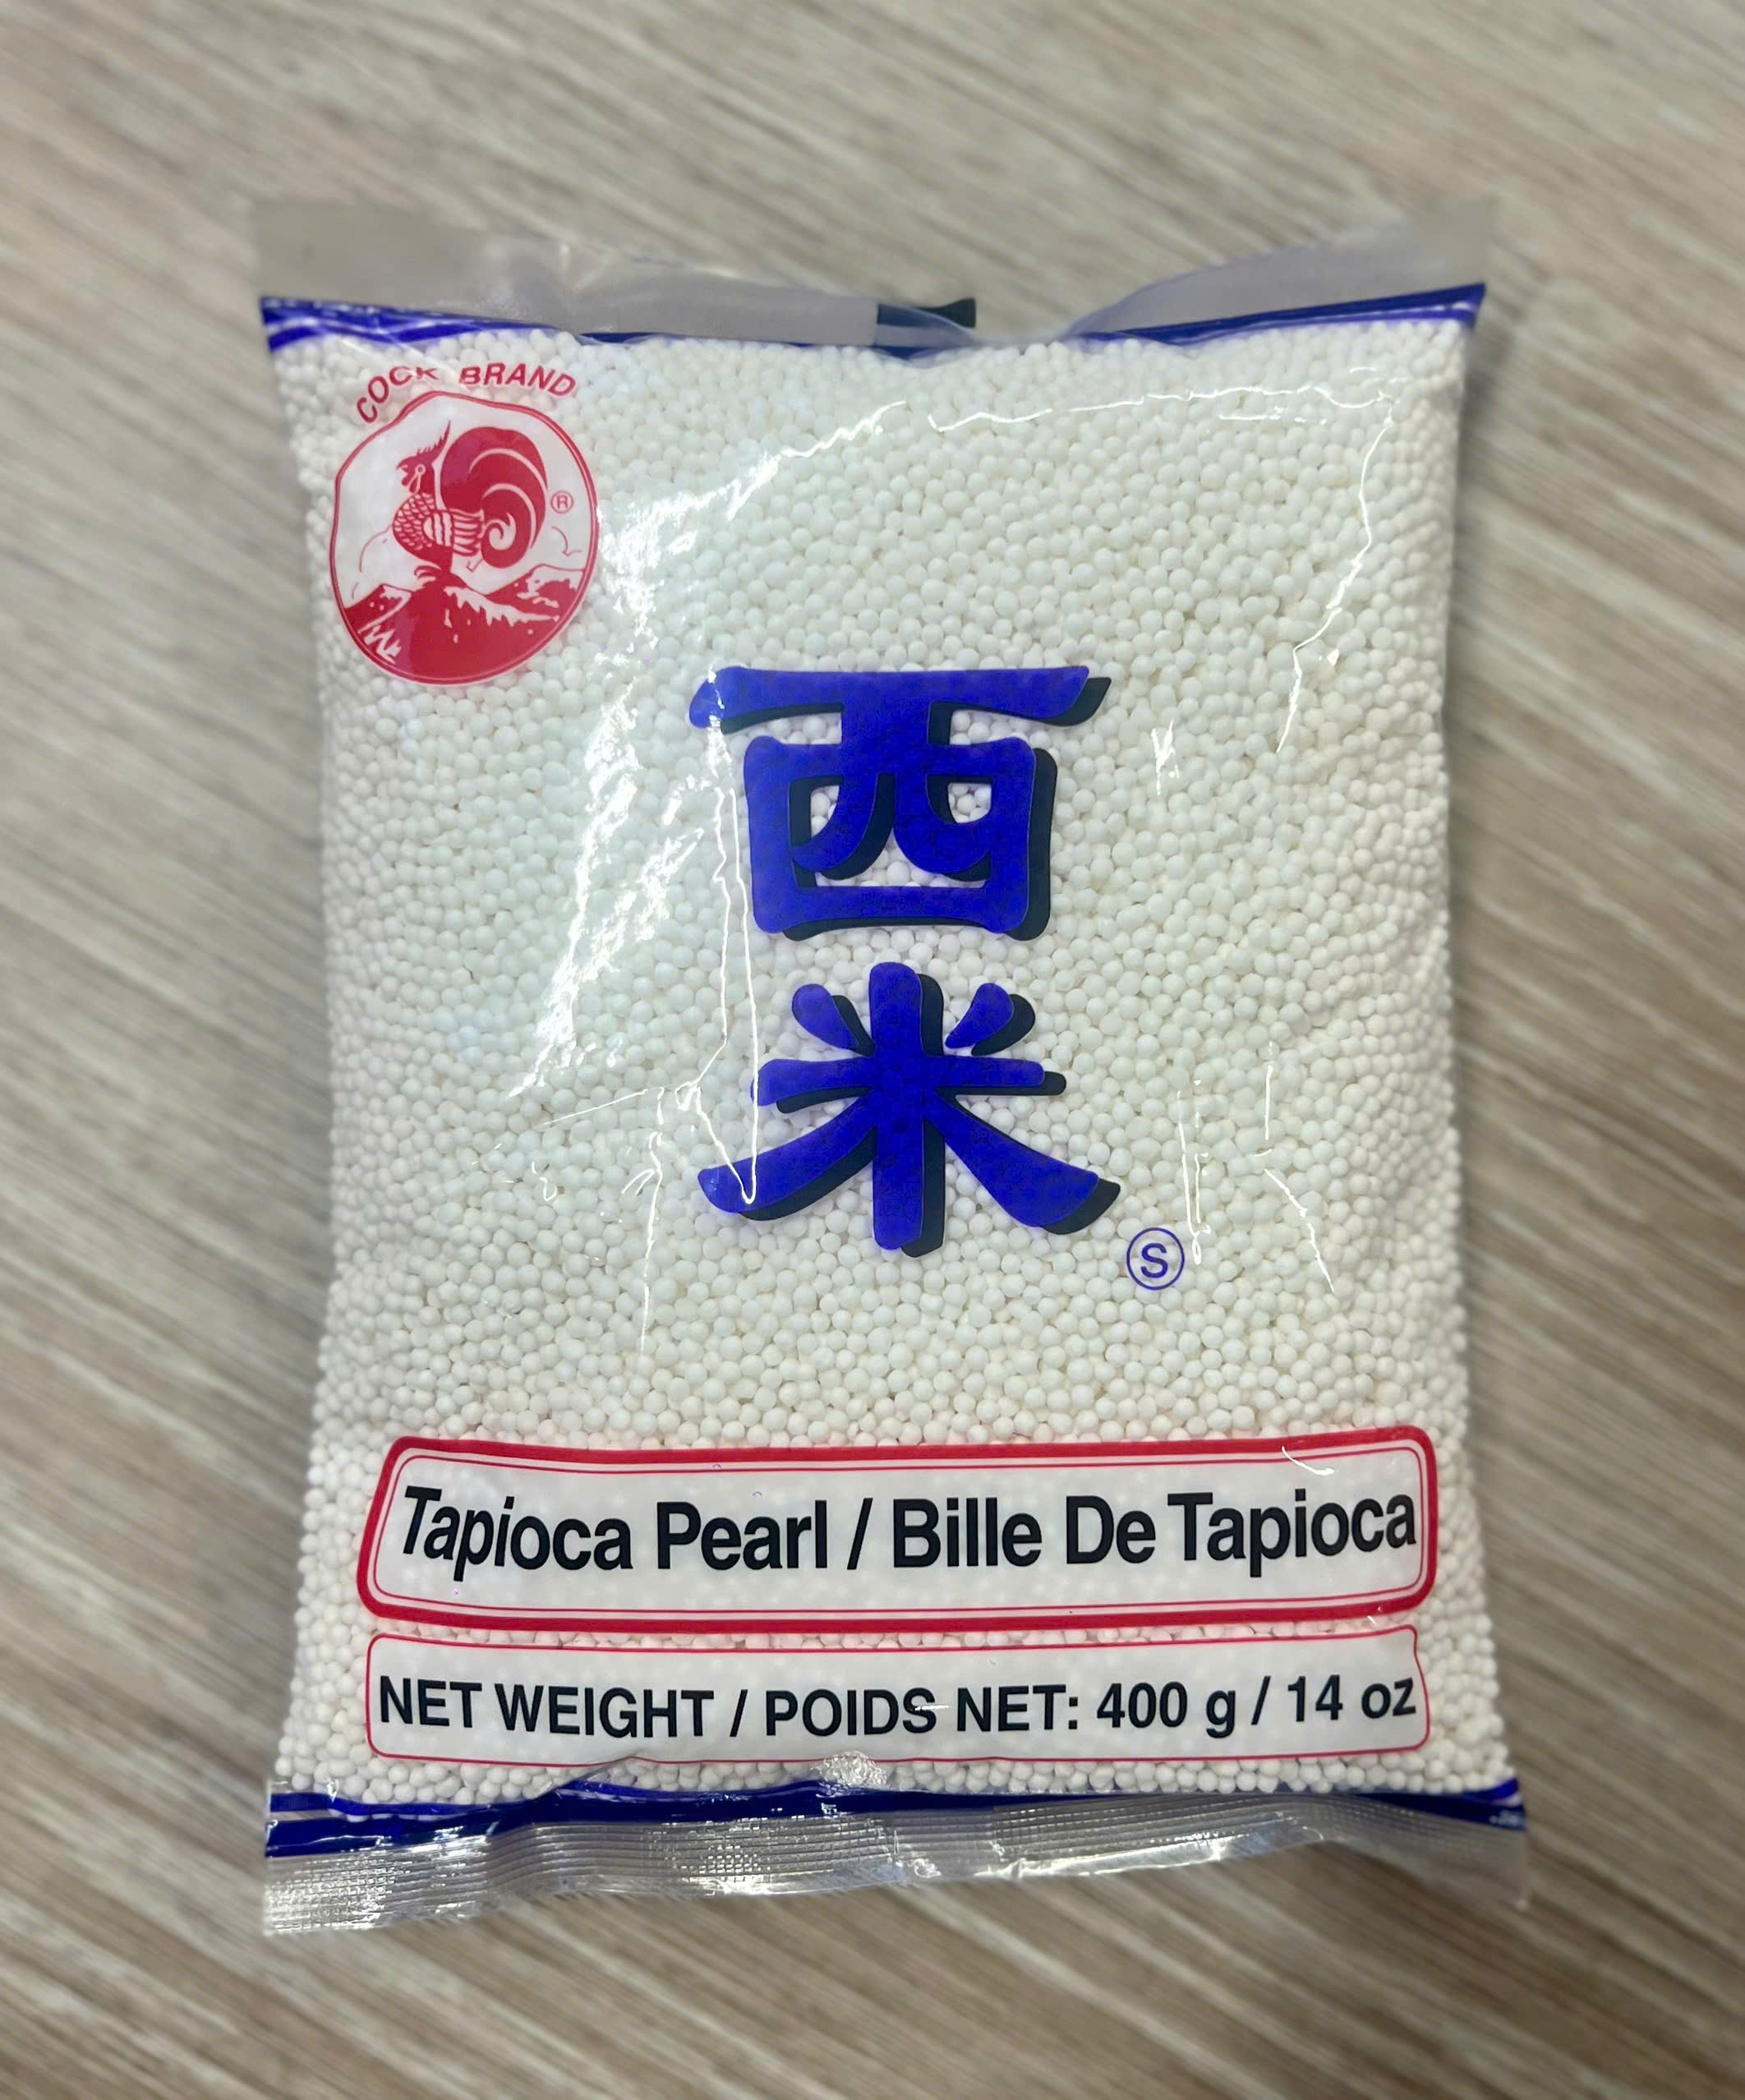 COCK BRAND
®
西
米
Ⓢ
Tapioca Pearl / Bille De Tapioca
NET WEIGHT / POIDS NET: 400 g / 14 oz